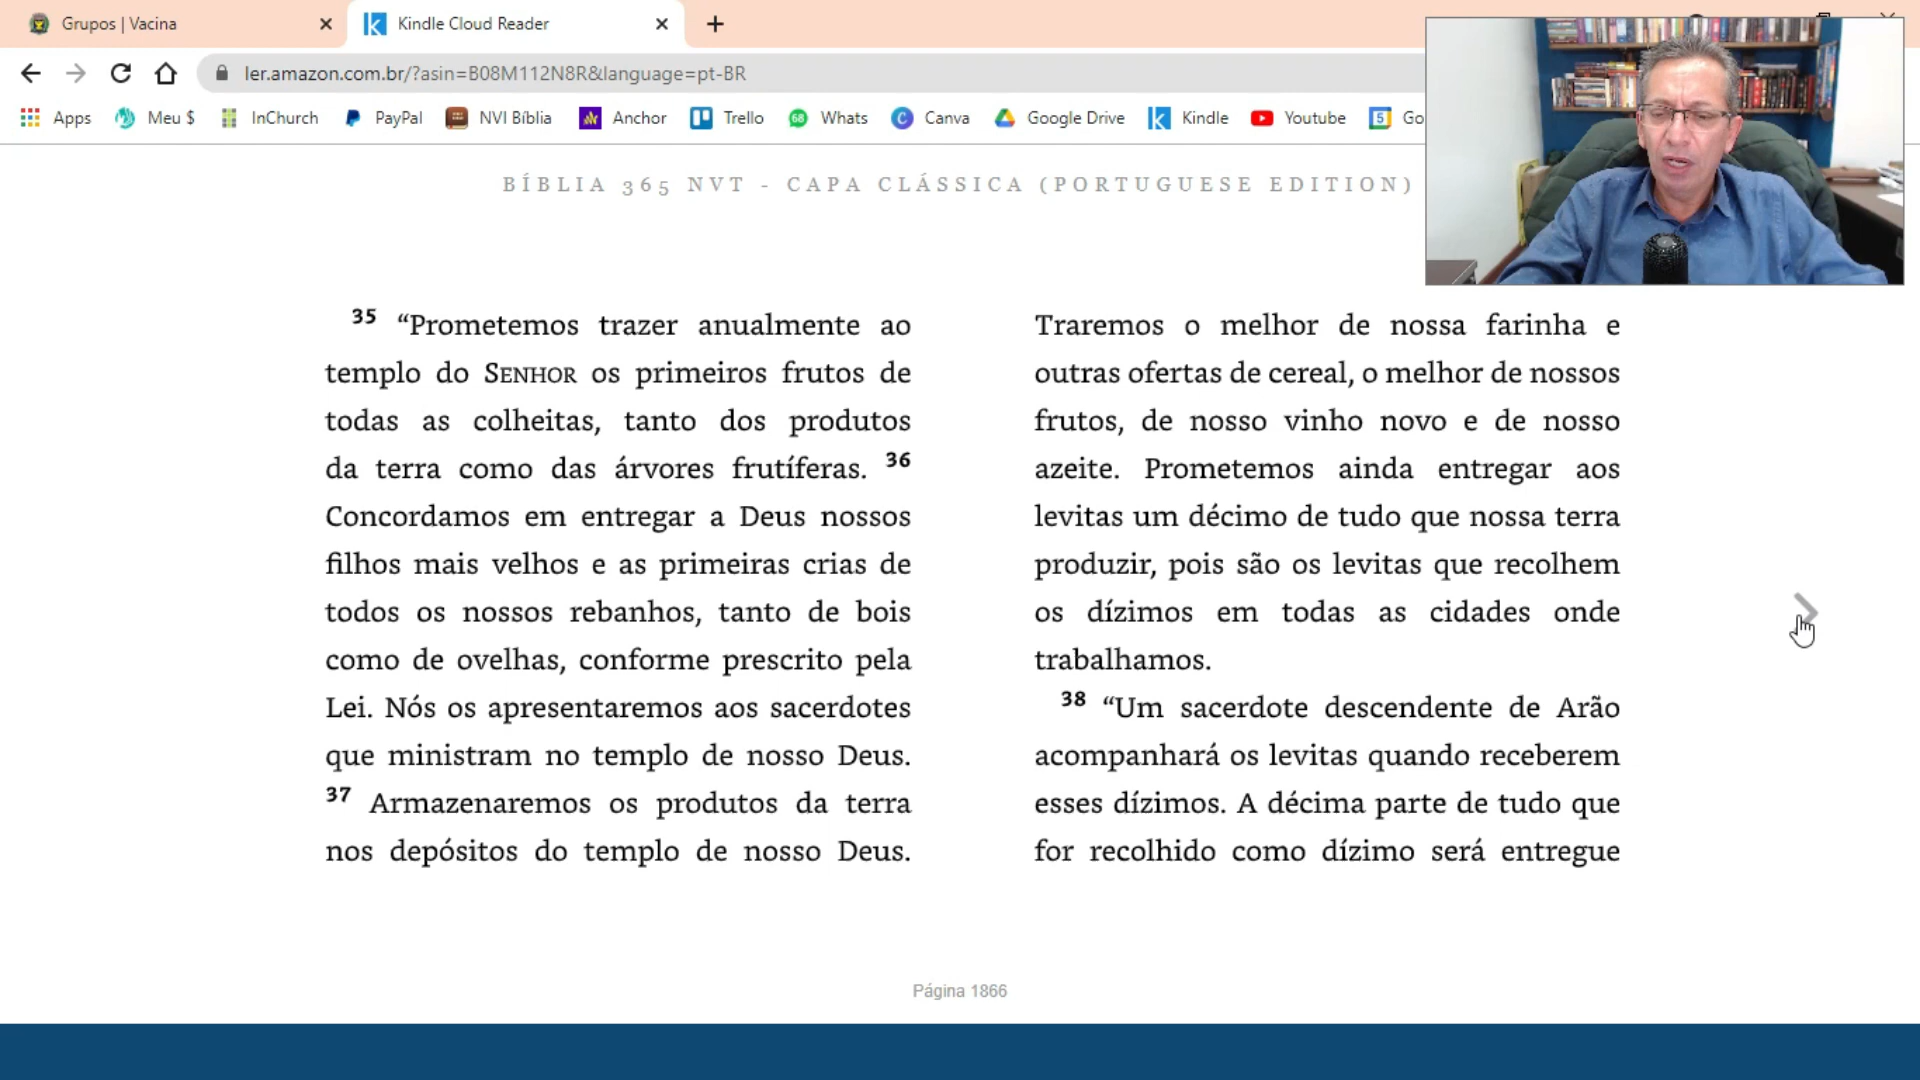 Grupos | Vacina
Kindle Cloud Reader
ler.amazon.com.br/?asin=B08M112N8R&language=pt-BR
Apps Meu $ InChurch PayPal NVI Bíblia Anchor Trello 68 Whats C Canva Google Drive Kindle Youtube 5 Go
BÍBLIA 365 NVT - CAPA CLÁSSICA (PORTUGUESE EDITION)
35 “Prometemos trazer anualmente ao
templo do SENHOR os primeiros frutos de
todas as colheitas, tanto dos produtos
da terra como das árvores frutíferas. 36
Concordamos em entregar a Deus nossos
filhos mais velhos e as primeiras crias de
todos os nossos rebanhos, tanto de bois
como de ovelhas, conforme prescrito pela
Lei. Nós os apresentaremos aos sacerdotes
que ministram no templo de nosso Deus.
37 Armazenaremos os produtos da terra
nos depósitos do templo de nosso Deus.
Traremos o melhor de nossa farinha e
outras ofertas de cereal, o melhor de nossos
frutos, de nosso vinho novo e de nosso
azeite. Prometemos ainda entregar aos
levitas um décimo de tudo que nossa terra
produzir, pois são os levitas que recolhem
os dízimos em todas as cidades onde
trabalhamos.
38 “Um sacerdote descendente de Arão
acompanhará os levitas quando receberem
esses dízimos. A décima parte de tudo que
for recolhido como dízimo será entregue
Página 1866